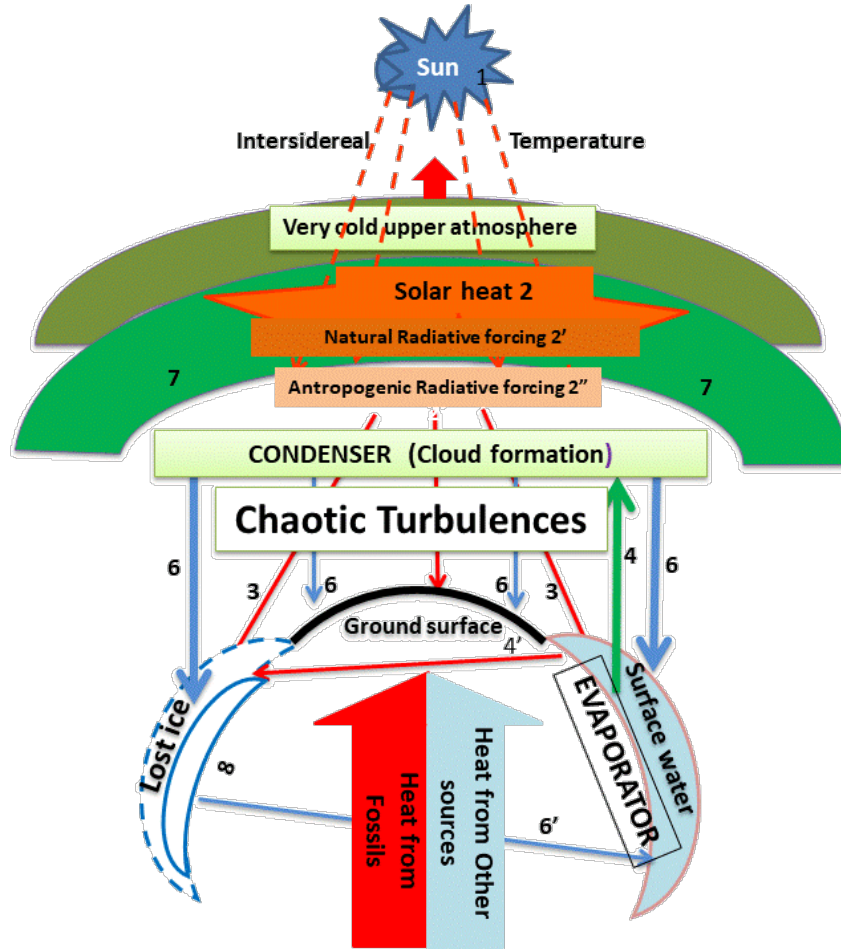 Sun
1
Intersidereal
Temperature
Very cold upper atmosphere
Solar heat 2
Natural Radiative forcing 2’
7
Antropogenic Radiative forcing 2”
7
CONDENSER (Cloud formation)
Chaotic Turbulences
6
3
6
6
3
4
6
Ground surface
4’
Lost ice
8
Heat from
Fossils
Heat from Other
sources
6’
EVAPORATOR
Surface water